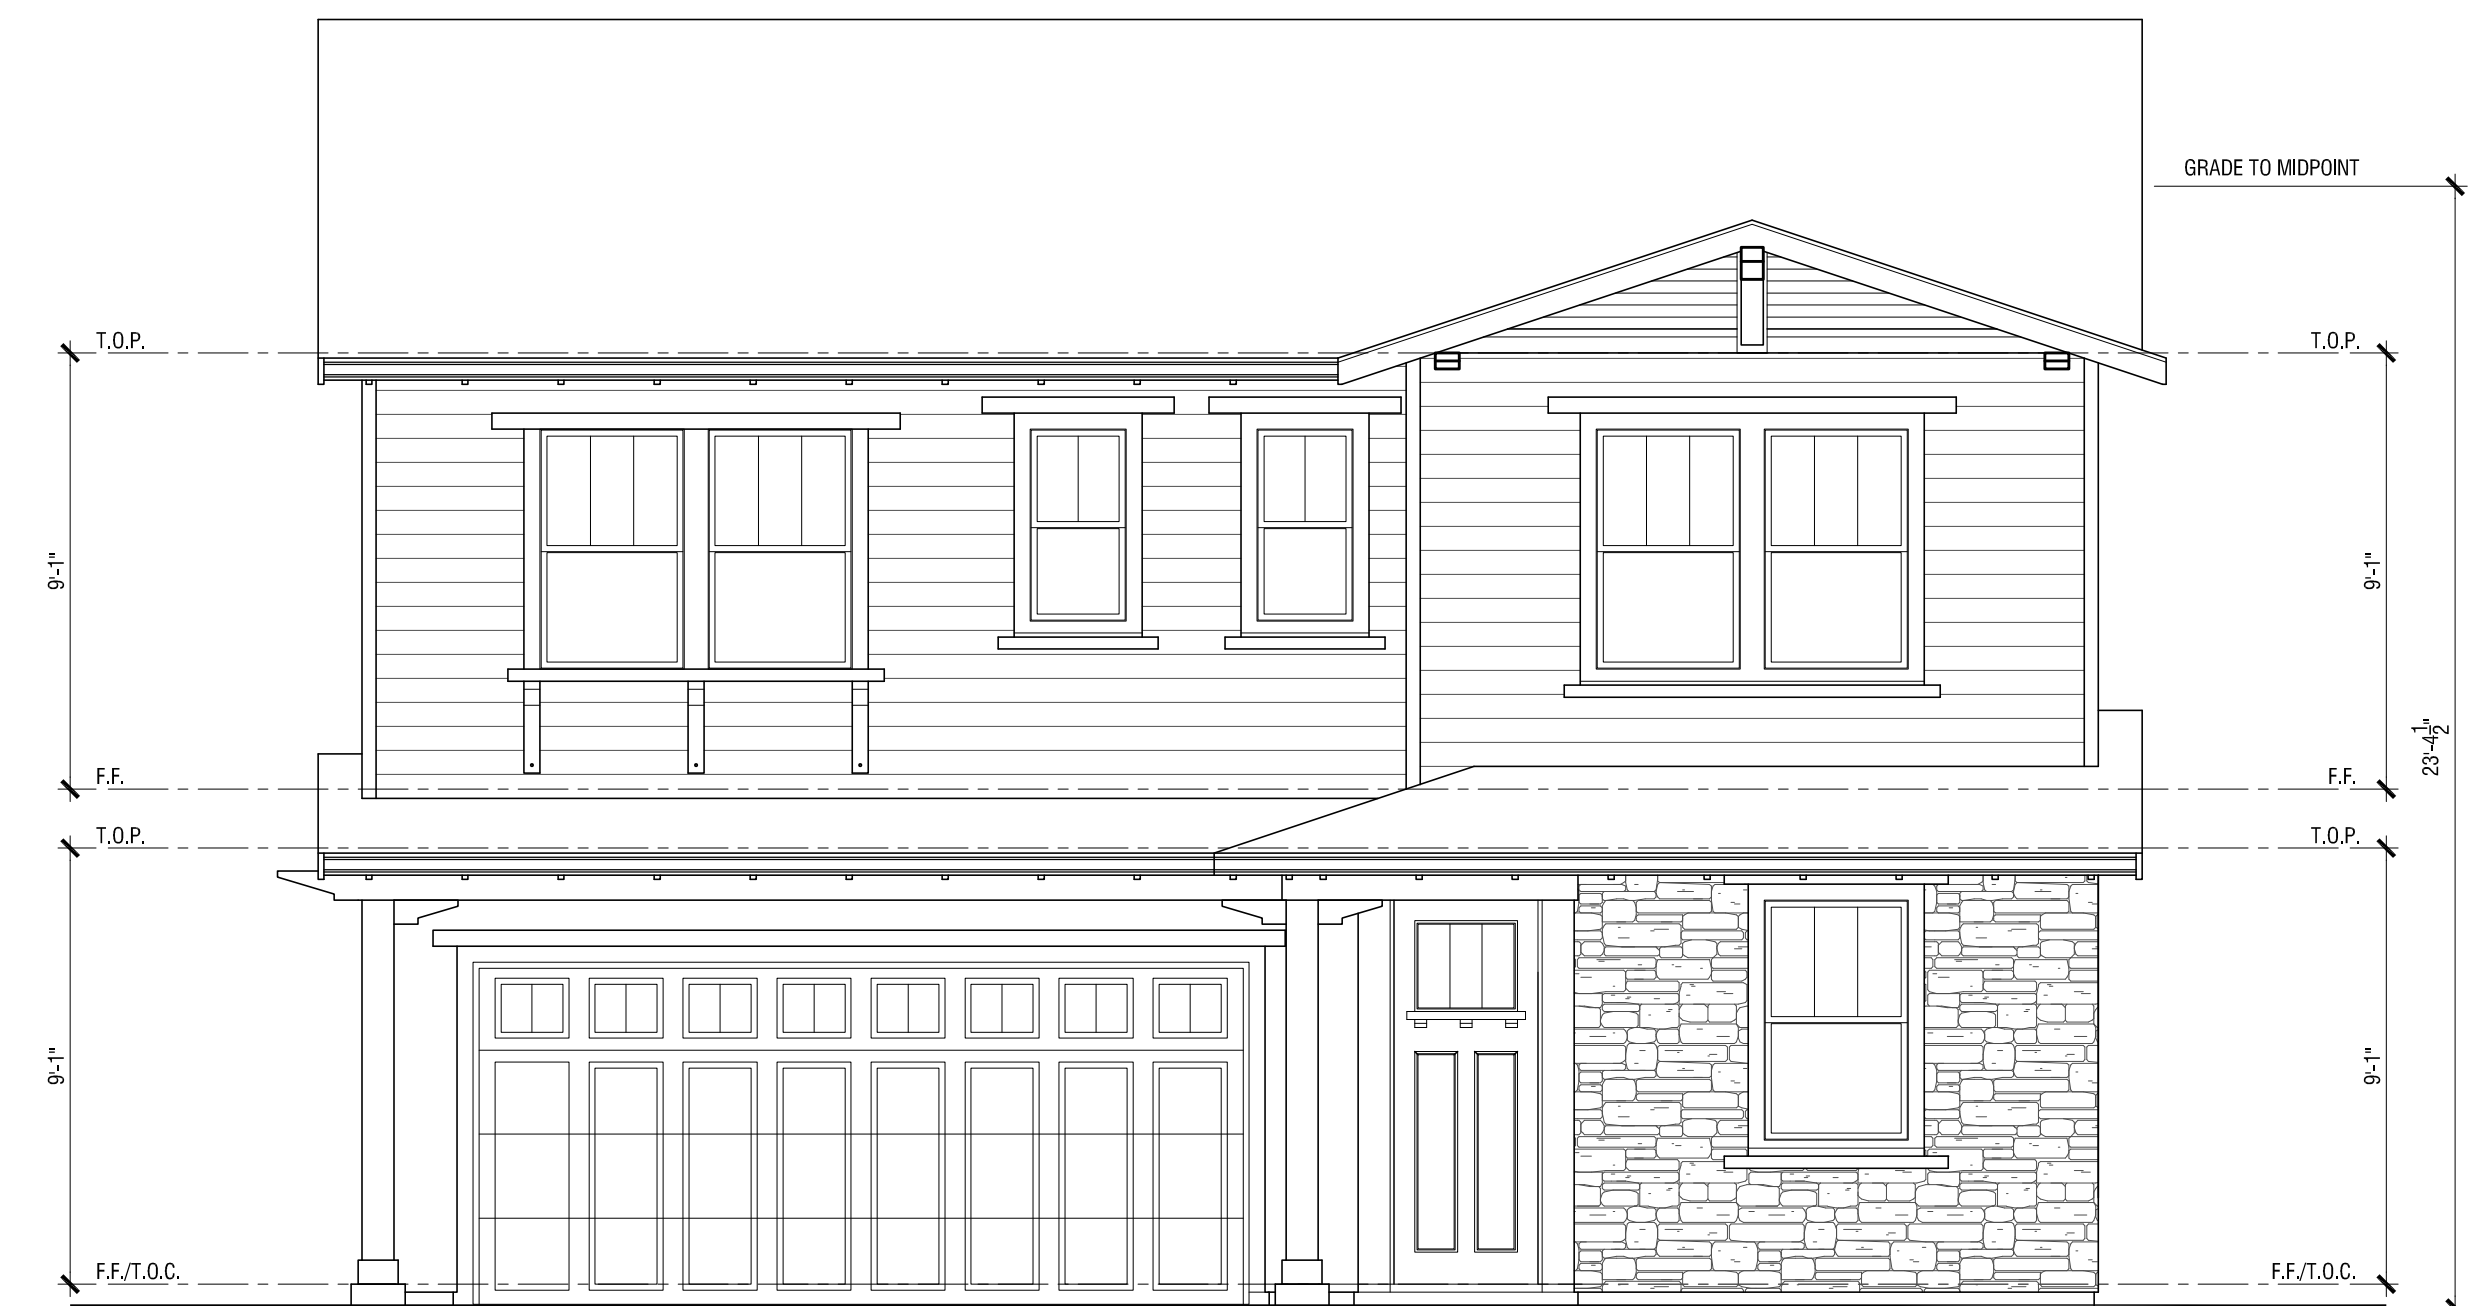 GRADE TO MIDPOINT
T.O.P.
T.O.P.
9'-1"
9'-1"
23'-4 1/2"
F.F.
F.F.
T.O.P.
T.O.P.
9'-1"
9'-1"
F.F./T.O.C.
F.F./T.O.C.